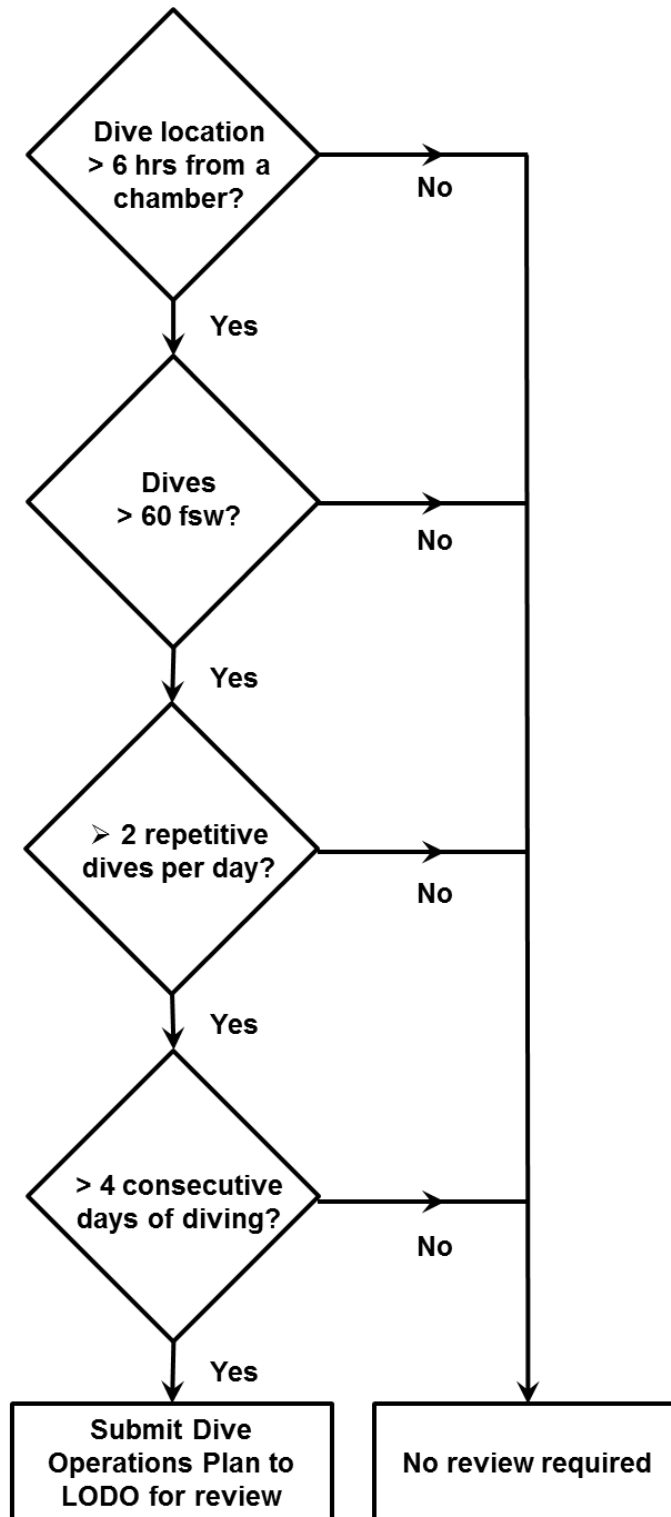 Dive location
> 6 hrs from a
chamber?
No
Yes
Dives
> 60 fsw?
No
Yes
➢ 2 repetitive
dives per day?
No
Yes
> 4 consecutive
days of diving?
No
Yes
Submit Dive
Operations Plan to
LODO for review
No review required